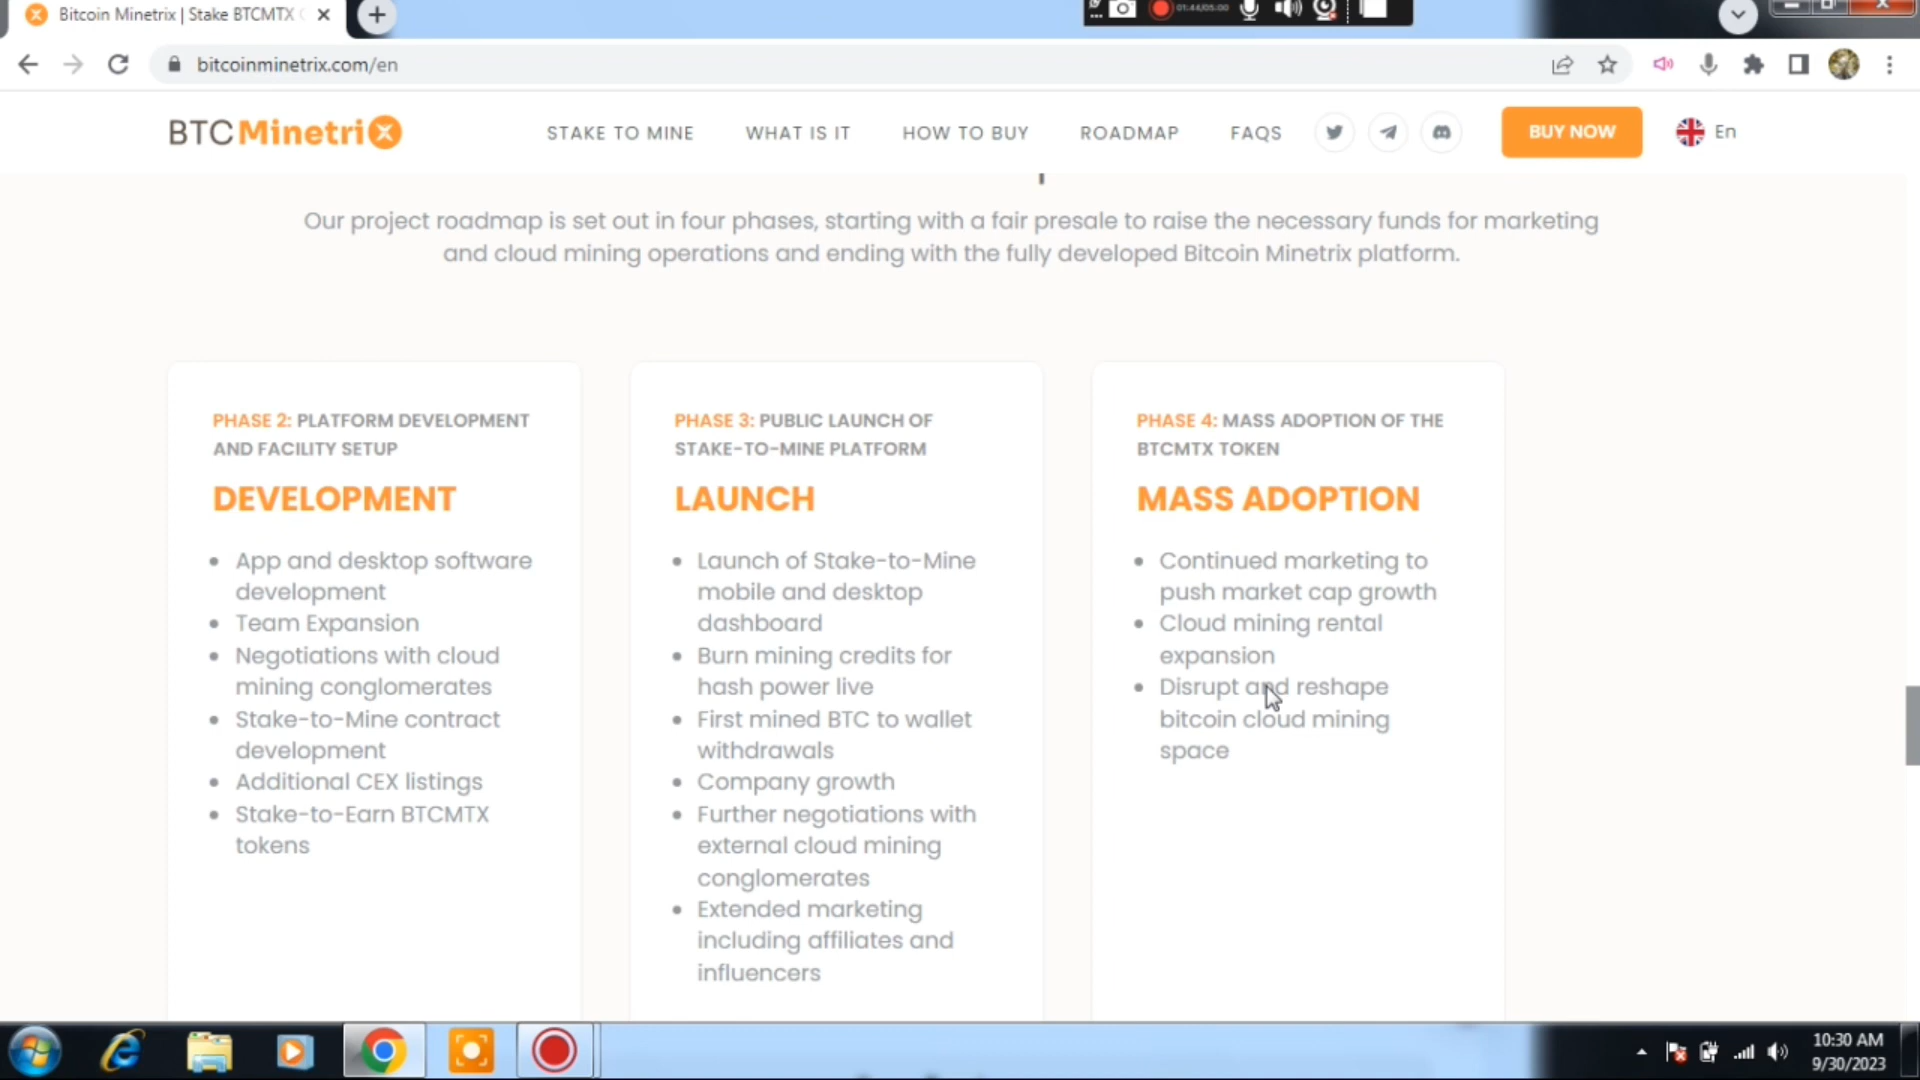 Bitcoin Minetrix | Stake BTCMTX
01:44/05:00
bitcoinminetrix.com/en
BTC Minetrix
STAKE TO MINE
WHAT IS IT
HOW TO BUY
ROADMAP
FAQS
BUY NOW
En
Our project roadmap is set out in four phases, starting with a fair presale to raise the necessary funds for marketing
and cloud mining operations and ending with the fully developed Bitcoin Minetrix platform.
PHASE 2: PLATFORM DEVELOPMENT
AND FACILITY SETUP
DEVELOPMENT
• App and desktop software
development
• Team Expansion
• Negotiations with cloud
mining conglomerates
• Stake-to-Mine contract
development
• Additional CEX listings
• Stake-to-Earn BTCMTX
tokens
PHASE 3: PUBLIC LAUNCH OF
STAKE-TO-MINE PLATFORM
LAUNCH
• Launch of Stake-to-Mine
mobile and desktop
dashboard
• Burn mining credits for
hash power live
• First mined BTC to wallet
withdrawals
• Company growth
• Further negotiations with
external cloud mining
conglomerates
• Extended marketing
including affiliates and
influencers
PHASE 4: MASS ADOPTION OF THE
BTCMTX TOKEN
MASS ADOPTION
• Continued marketing to
push market cap growth
• Cloud mining rental
expansion
• Disrupt and reshape
bitcoin cloud mining
space
10:30 AM
9/30/2023